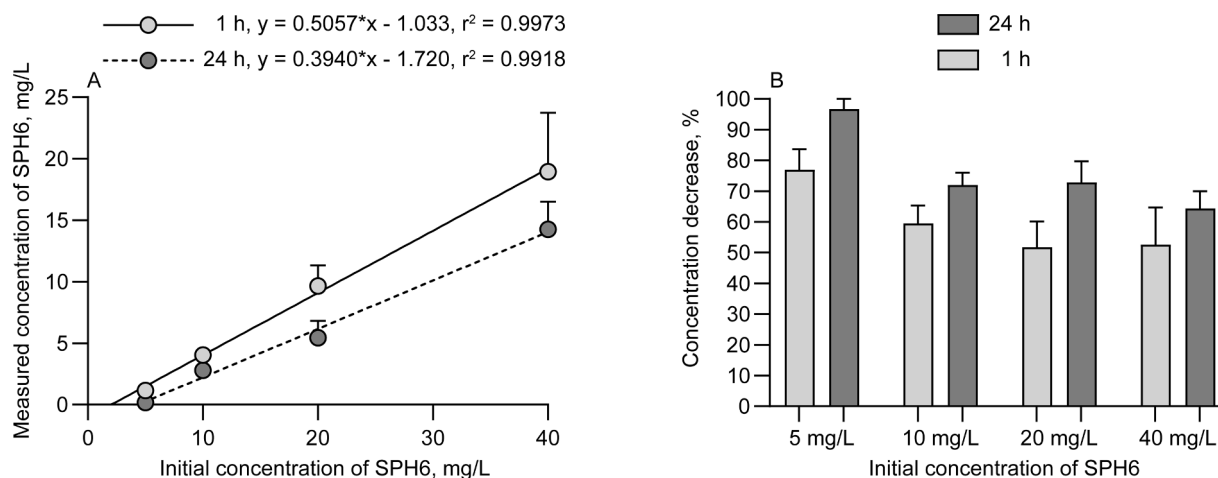 1 h, y = 0.5057*x - 1.033, r² = 0.9973
24 h, y = 0.3940*x - 1.720, r² = 0.9918
A
Measured concentration of SPH6, mg/L
25
20
15
10
5
0
0 10 20 30 40
Initial concentration of SPH6, mg/L
24 h
1 h
B
Concentration decrease, %
100
90
80
70
60
50
40
30
20
10
0
5 mg/L 10 mg/L 20 mg/L 40 mg/L
Initial concentration of SPH6